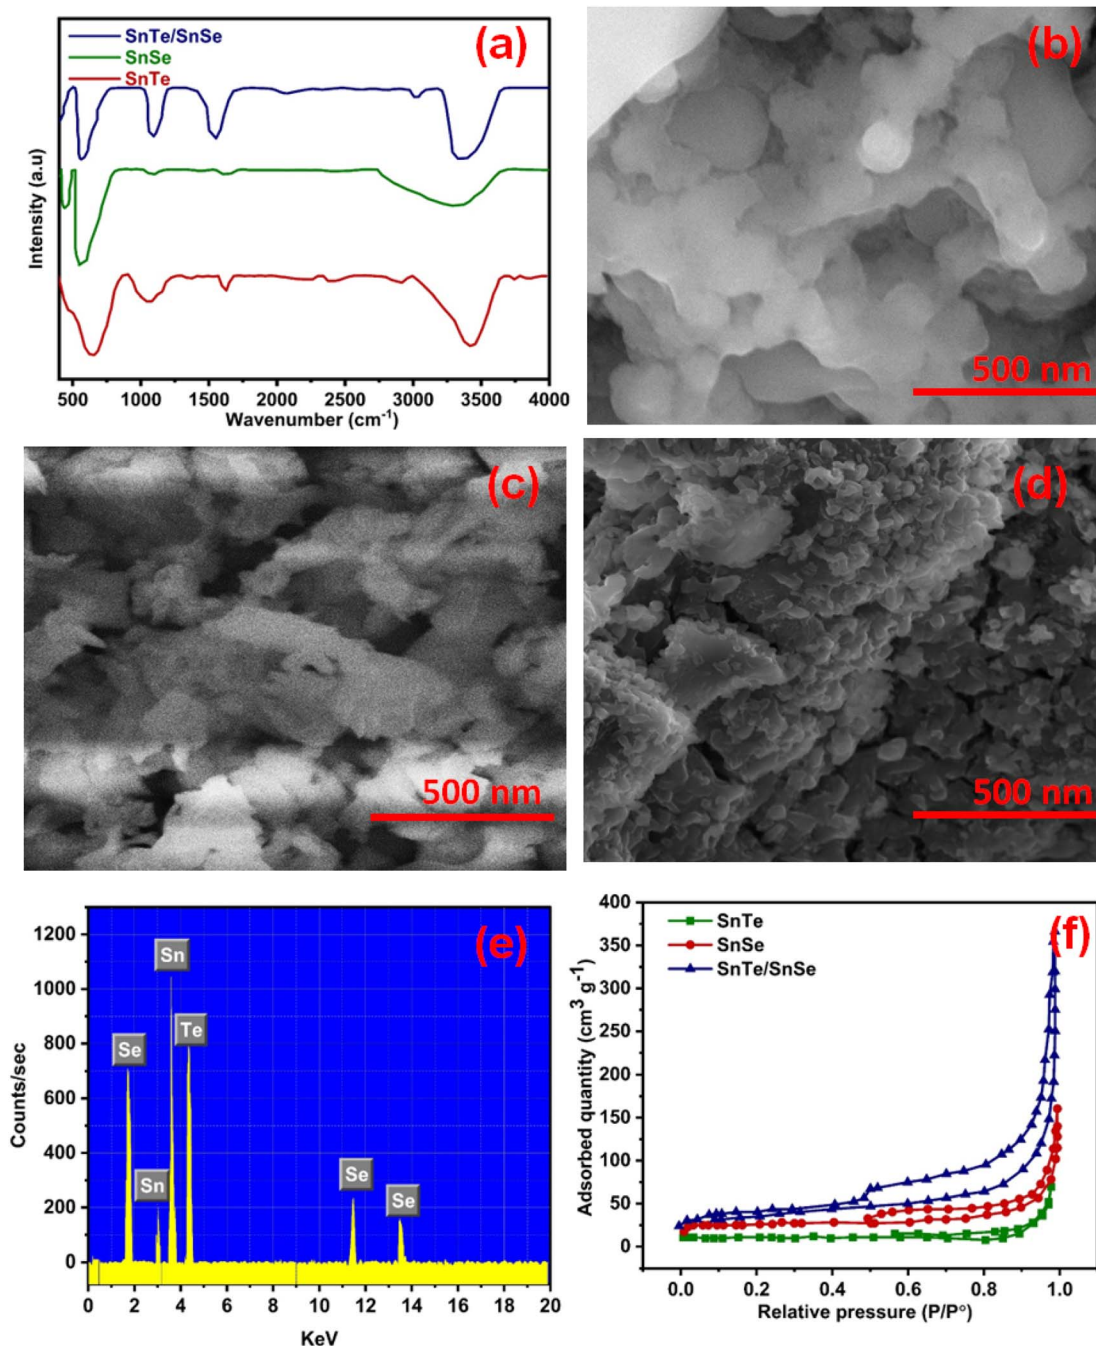 (a)
SnTe/SnSe
SnSe
SnTe
Intensity (a.u)
500 1000 1500 2000 2500 3000 3500 4000
Wavenumber (cm⁻¹)
(b)
500 nm
(c)
500 nm
(d)
500 nm
(e)
Counts/sec
1200
1000
800
600
400
200
0
Se
Sn
Sn
Te
Se
Se
0 2 4 6 8 10 12 14 16 18 20
KeV
(f)
SnTe
SnSe
SnTe/SnSe
Adsorbed quantity (cm³ g⁻¹)
400
350
300
250
200
150
100
50
0
0.0 0.2 0.4 0.6 0.8 1.0
Relative pressure (P/P°)